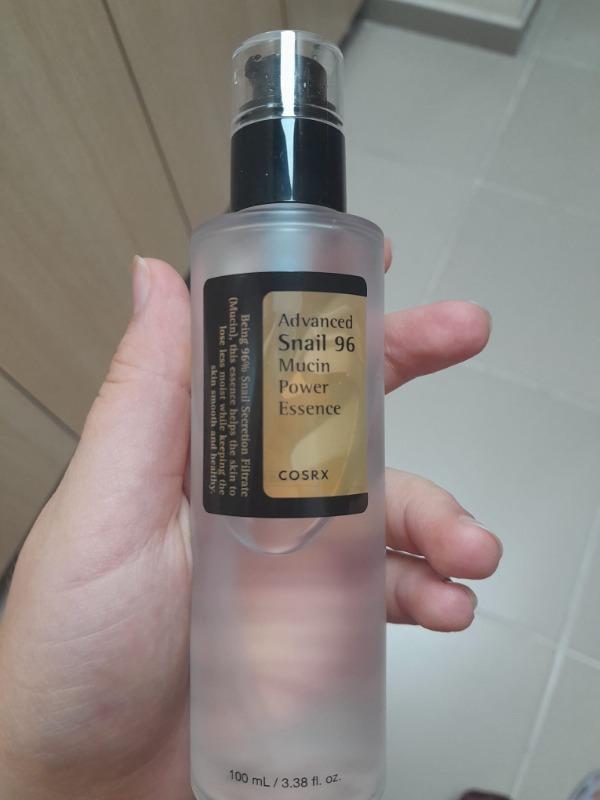 Advanced
Snail 96
Mucin
Power
Essence
COSRX
Being 96% Snail Secretion Filtrate
(Mucin), this essence helps the skin to
lose less moist while keeping the
skin smooth and healthy.
100 mL / 3.38 fl. oz.